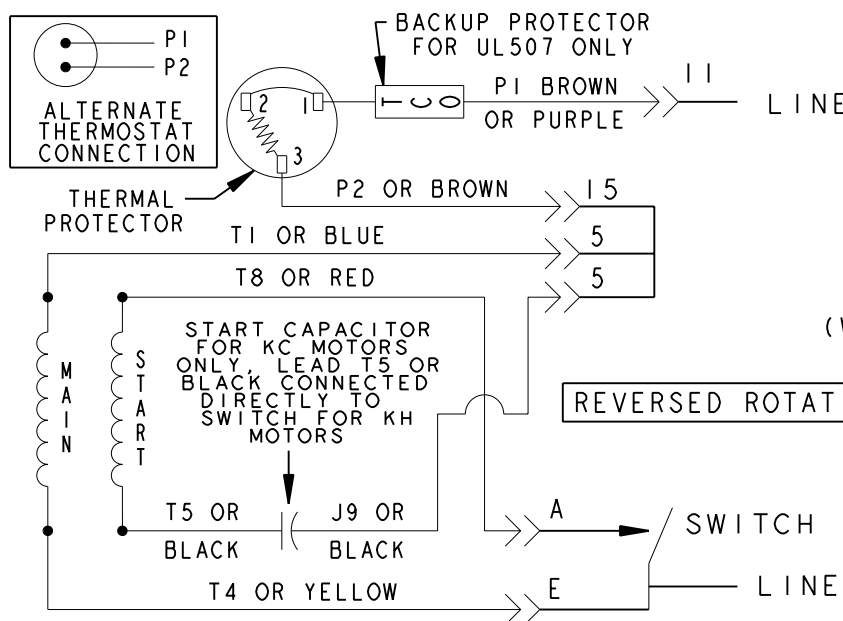 P1
P2
ALTERNATE
THERMOSTAT
CONNECTION
BACKUP PROTECTOR
FOR UL507 ONLY
2
1
3
TCO
P1 BROWN
OR PURPLE
11
LINE
THERMAL
PROTECTOR
P2 OR BROWN
15
T1 OR BLUE
5
T8 OR RED
5
START CAPACITOR
FOR KC MOTORS
ONLY, LEAD T5 OR
BLACK CONNECTED
DIRECTLY TO
SWITCH FOR KH
MOTORS
MAIN
START
(W
REVERSED ROTAT
T5 OR
BLACK
J9 OR
BLACK
A
SWITCH
T4 OR YELLOW
E
LINE